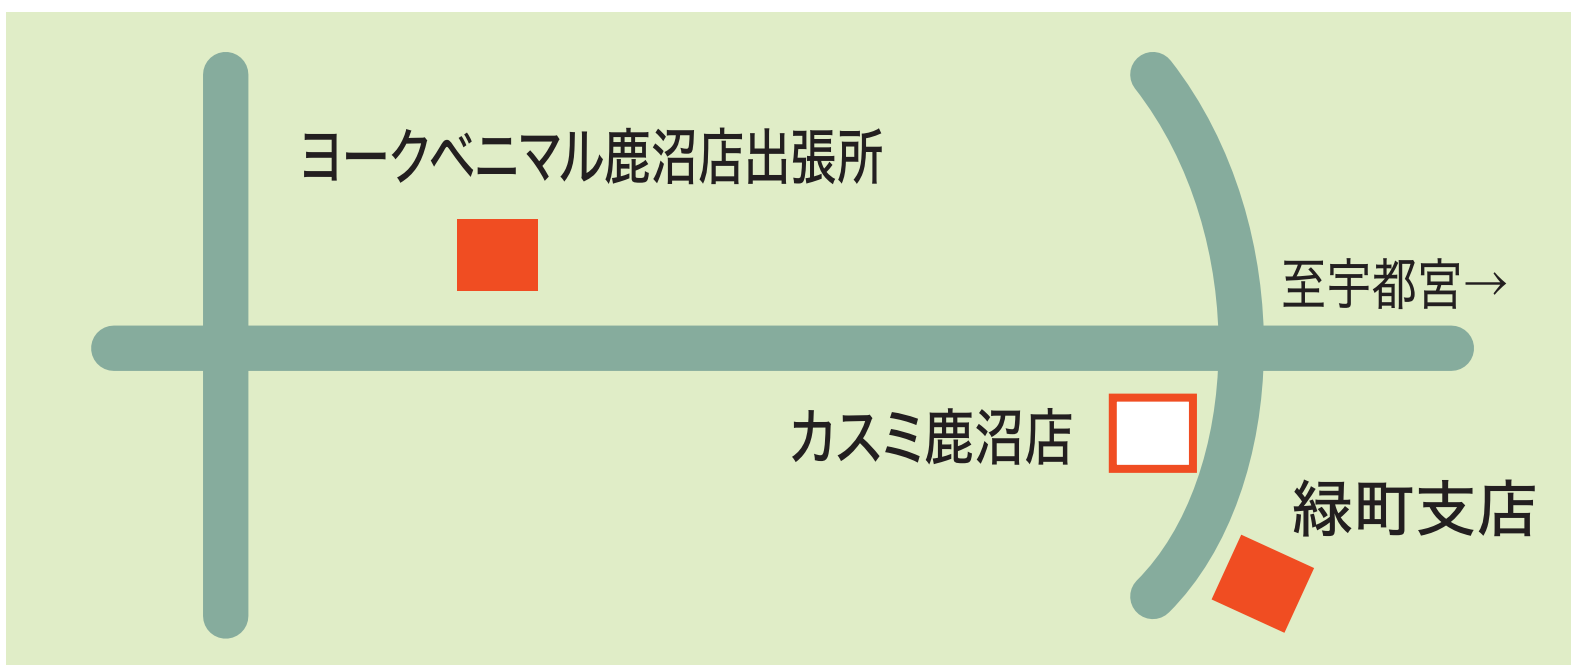 ヨークベニマル鹿沼店出張所
至宇都宮→
カスミ鹿沼店
緑町支店